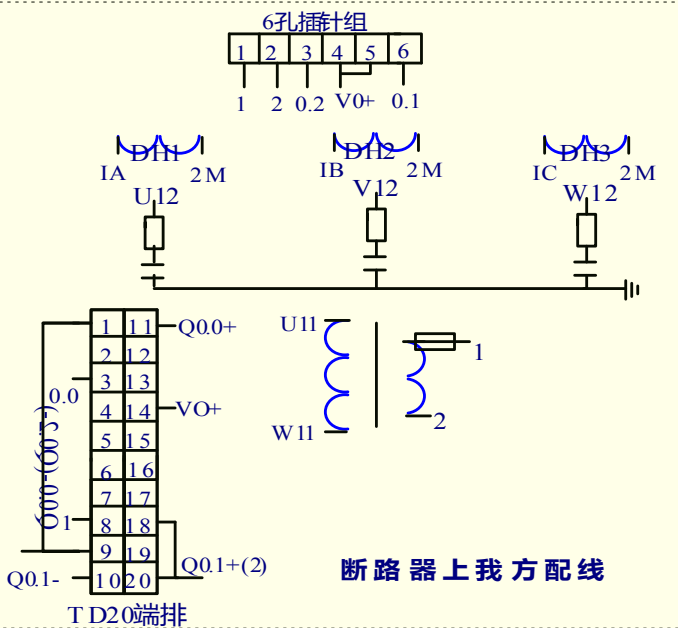 6孔插针组
1 2 3 4 5 6
1 2 0.2 V0+ 0.1
DH1 DH2 DH3
IA 2M IB 2M IC 2M
U12 V12 W12
1 11 Q0.0+
2 12
3 13
0.0
4 14 VO+
5 15
6 16
7 17
1 8 18
9 19
Q0.1- 10 20 Q0.1+(2)
TD20端排
U11
1
W11 2
断路器上我方配线